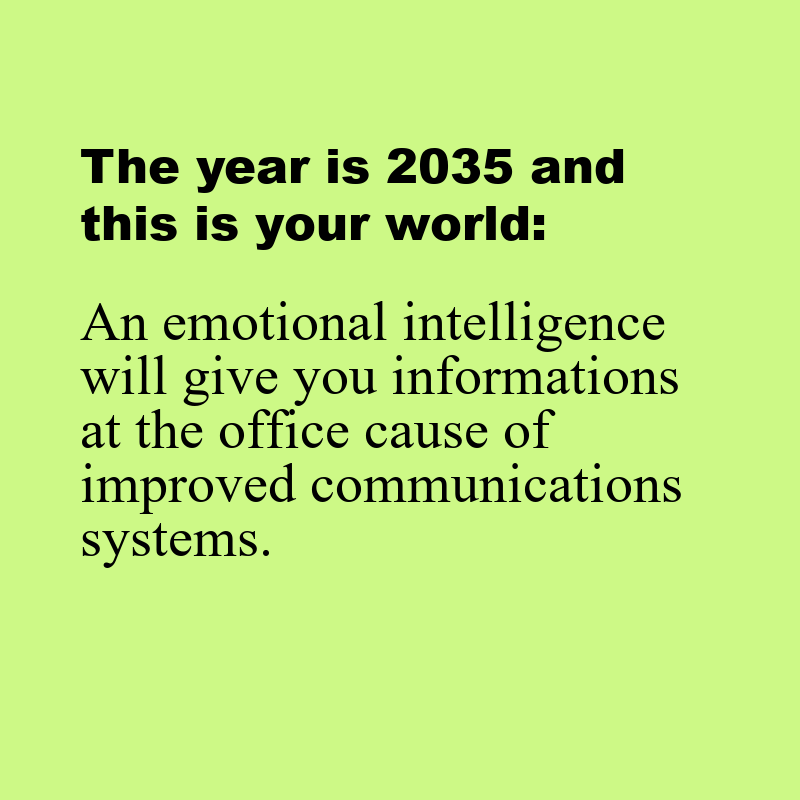 The year is 2035 and
this is your world:
An emotional intelligence
will give you informations
at the office cause of
improved communications
systems.